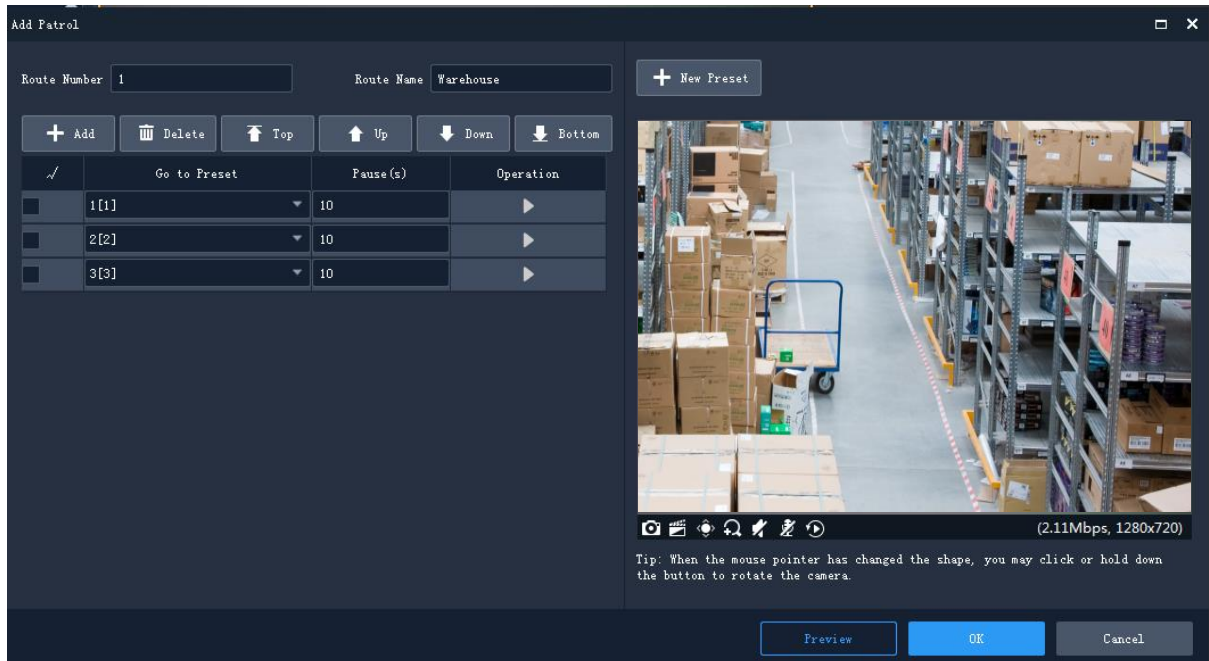 Add Patrol
Route Number 1 Route Name Warehouse
New Preset
Add Delete Top Up Down Bottom
Go to Preset Pause(s) Operation
1[1] 10
2[2] 10
3[3] 10
(2.11Mbps, 1280x720)
Tip: When the mouse pointer has changed the shape, you may click or hold down
the button to rotate the camera.
Preview OK Cancel